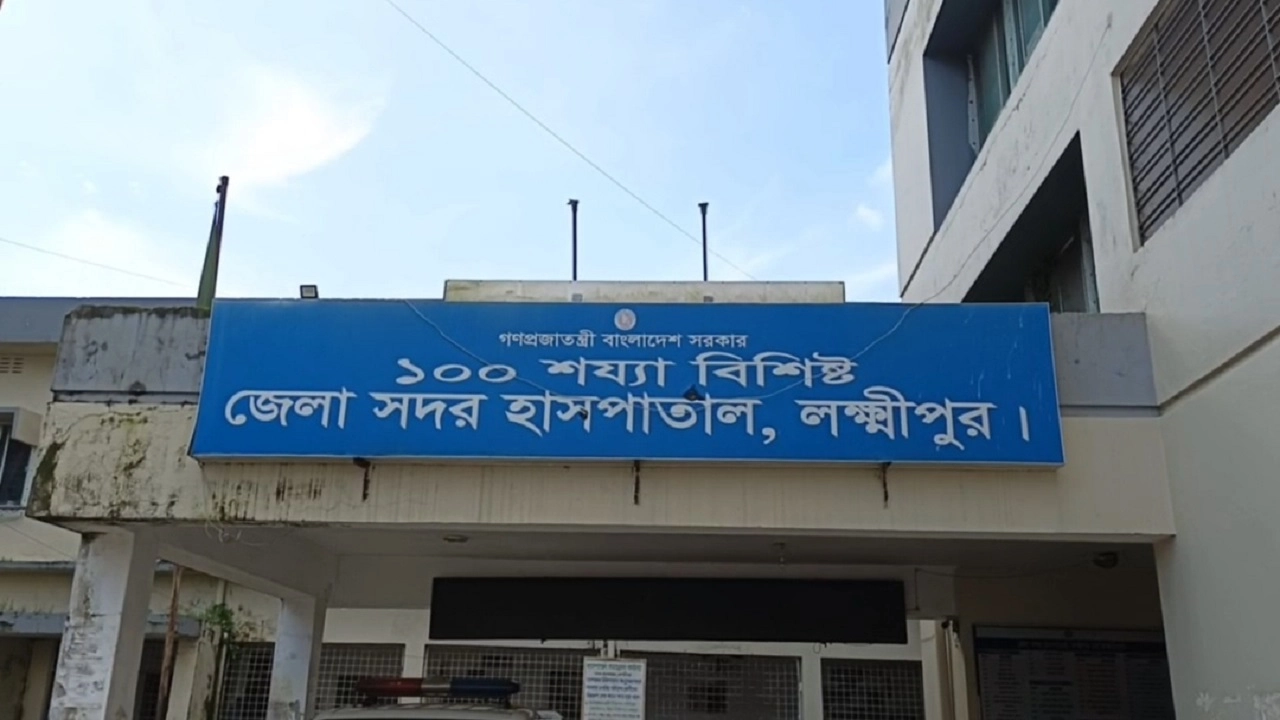 গণপ্রজাতন্ত্রী বাংলাদেশ সরকার
১০০ শয্যা বিশিষ্ট
জেলা সদর হাসপাতাল, লক্ষ্মীপুর।